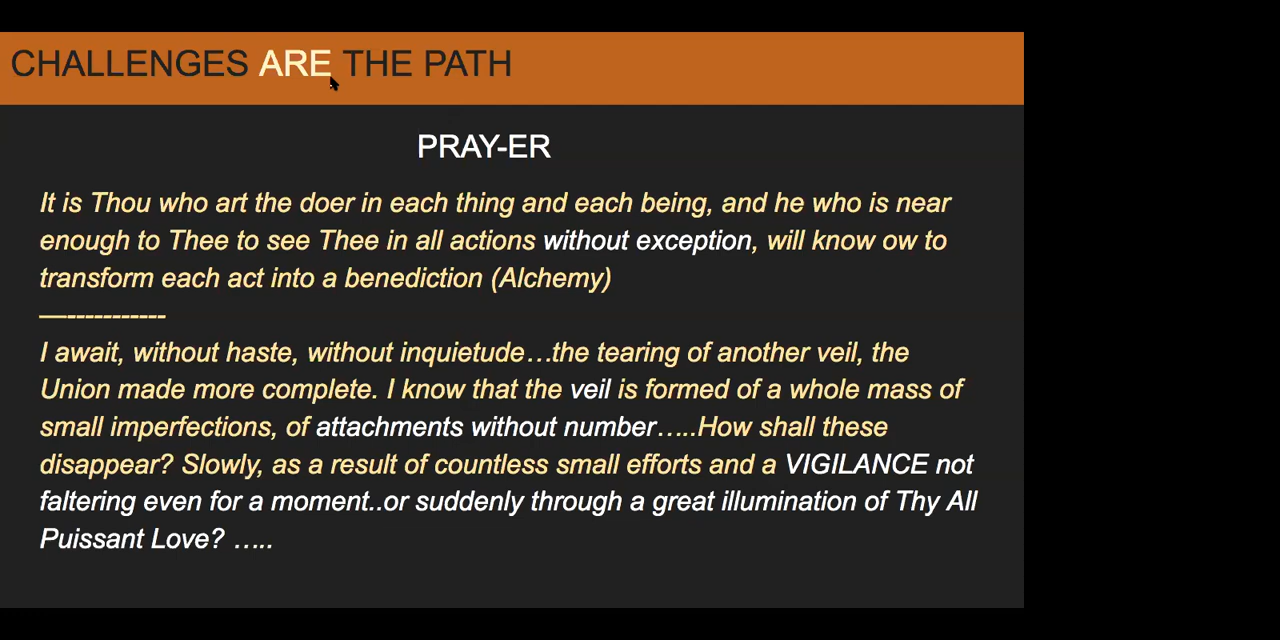 CHALLENGES ARE THE PATH
PRAY-ER
It is Thou who art the doer in each thing and each being, and he who is near
enough to Thee to see Thee in all actions without exception, will know ow to
transform each act into a benediction (Alchemy)
—-----------
I await, without haste, without inquietude…the tearing of another veil, the
Union made more complete. I know that the veil is formed of a whole mass of
small imperfections, of attachments without number…..How shall these
disappear? Slowly, as a result of countless small efforts and a VIGILANCE not
faltering even for a moment..or suddenly through a great illumination of Thy All
Puissant Love? …..